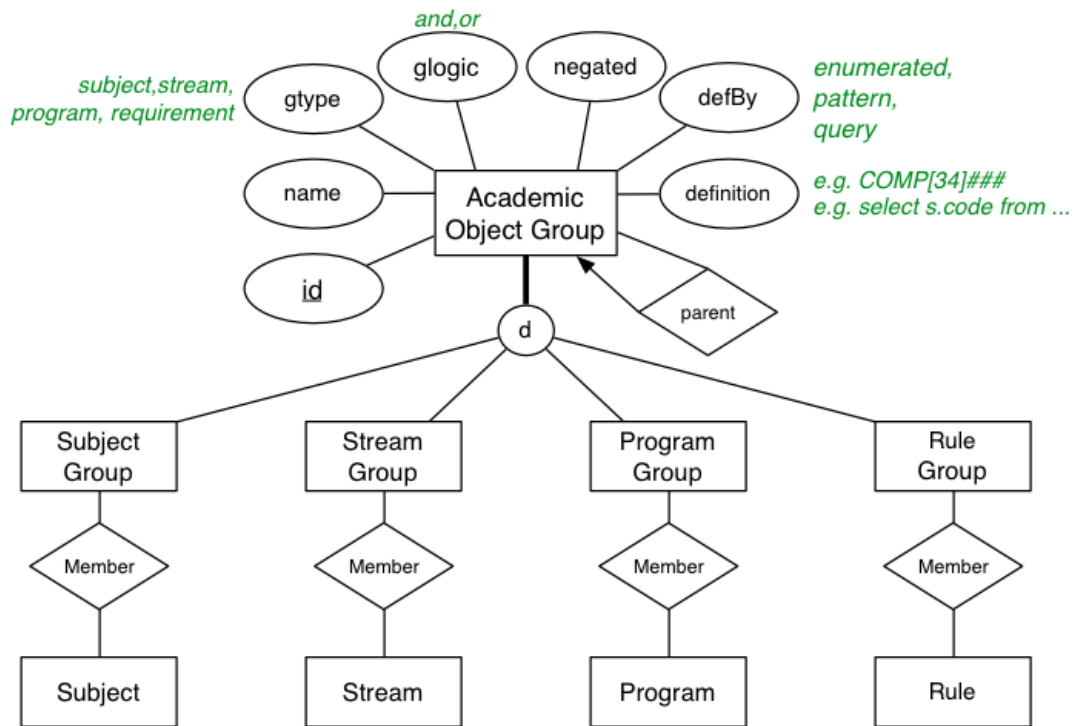 and,or
glogic
negated
subject,stream,
program, requirement
gtype
defBy
enumerated,
pattern,
query
name
Academic
Object Group
definition
e.g. COMP[34]###
e.g. select s.code from ...
id
parent
d
Subject
Group
Stream
Group
Program
Group
Rule
Group
Member
Member
Member
Member
Subject
Stream
Program
Rule